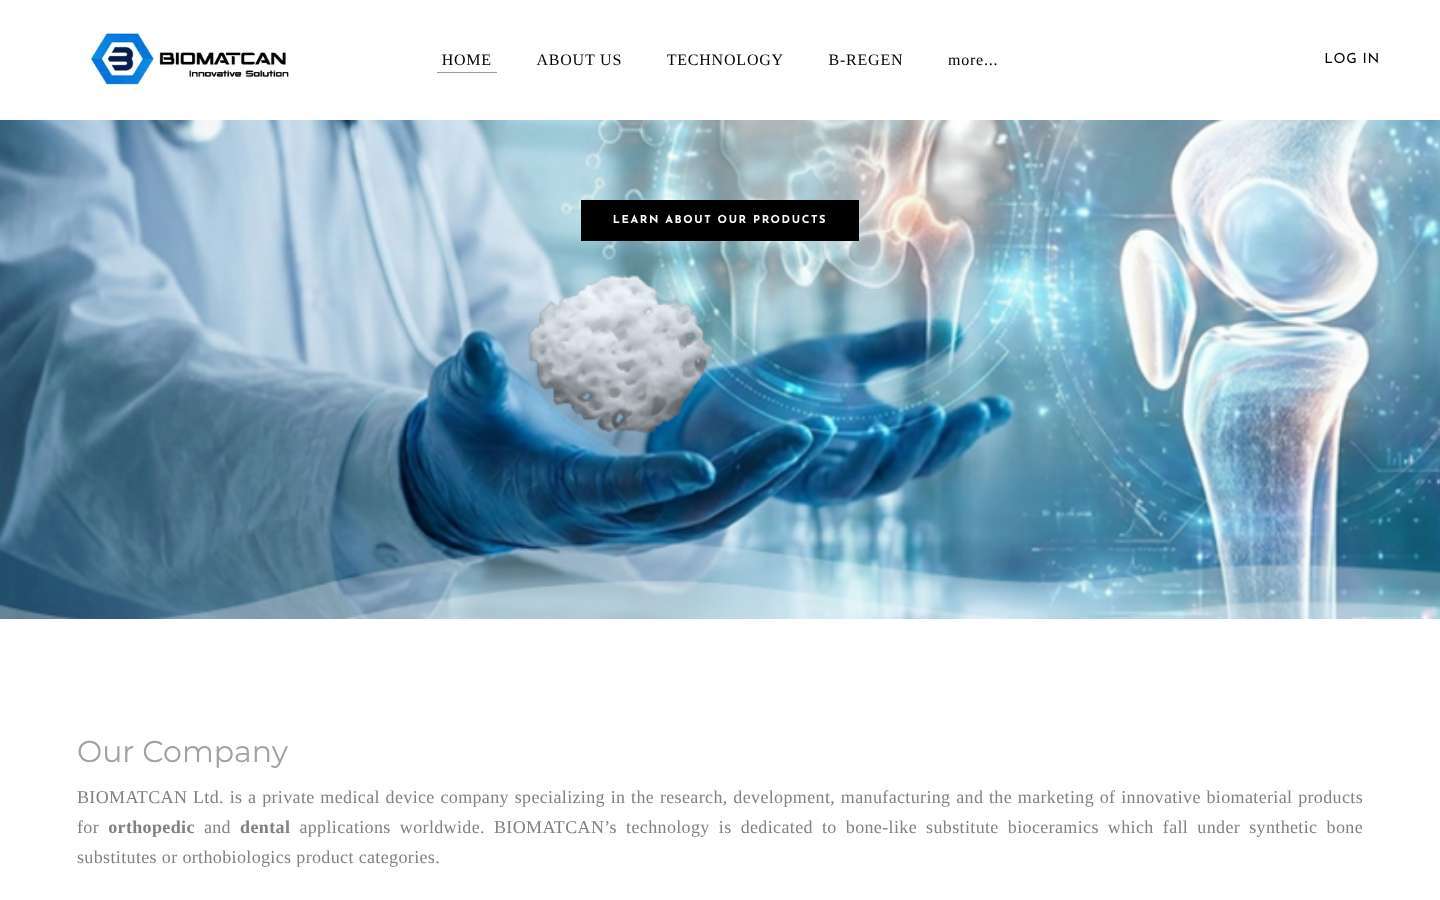 BIOMATCAN
Innovative Solution
HOME
ABOUT US
TECHNOLOGY
B-REGEN
more...
LOG IN
LEARN ABOUT OUR PRODUCTS
Our Company
BIOMATCAN Ltd. is a private medical device company specializing in the research, development, manufacturing and the marketing of innovative biomaterial products
for orthopedic and dental applications worldwide. BIOMATCAN’s technology is dedicated to bone-like substitute bioceramics which fall under synthetic bone
substitutes or orthobiologics product categories.